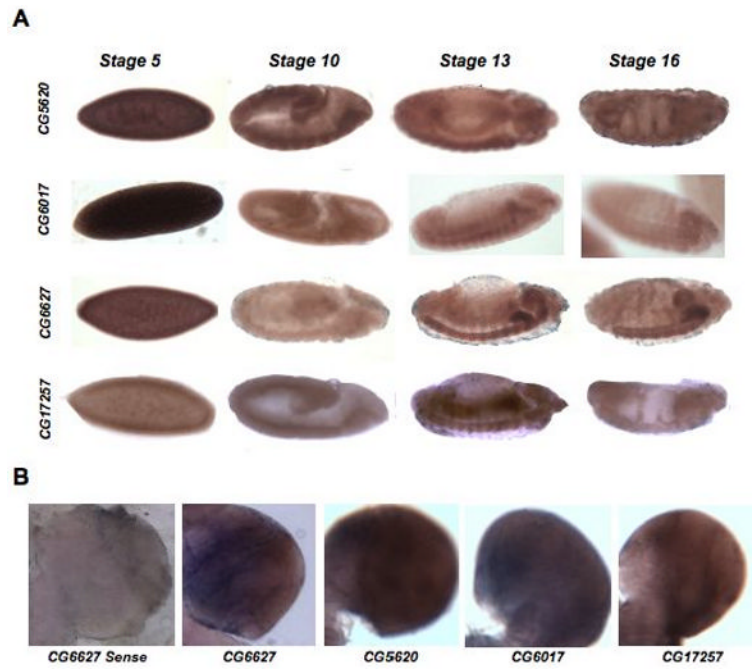 A
Stage 5 Stage 10 Stage 13 Stage 16
CG5620
CG6017
CG6627
CG17257
B
CG6627 Sense CG6627 CG5620 CG6017 CG17257